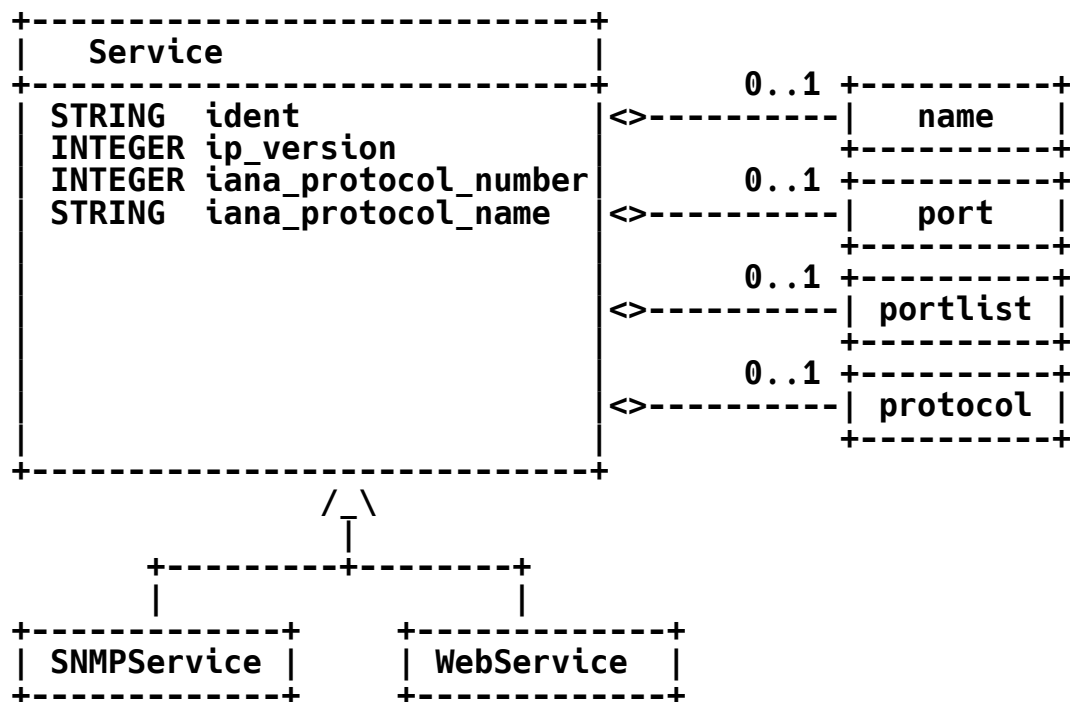 Service
0..1
STRING ident
name
INTEGER ip_version
INTEGER iana_protocol_number
0..1
STRING iana_protocol_name
port
0..1
portlist
0..1
protocol
SNMPService
WebService